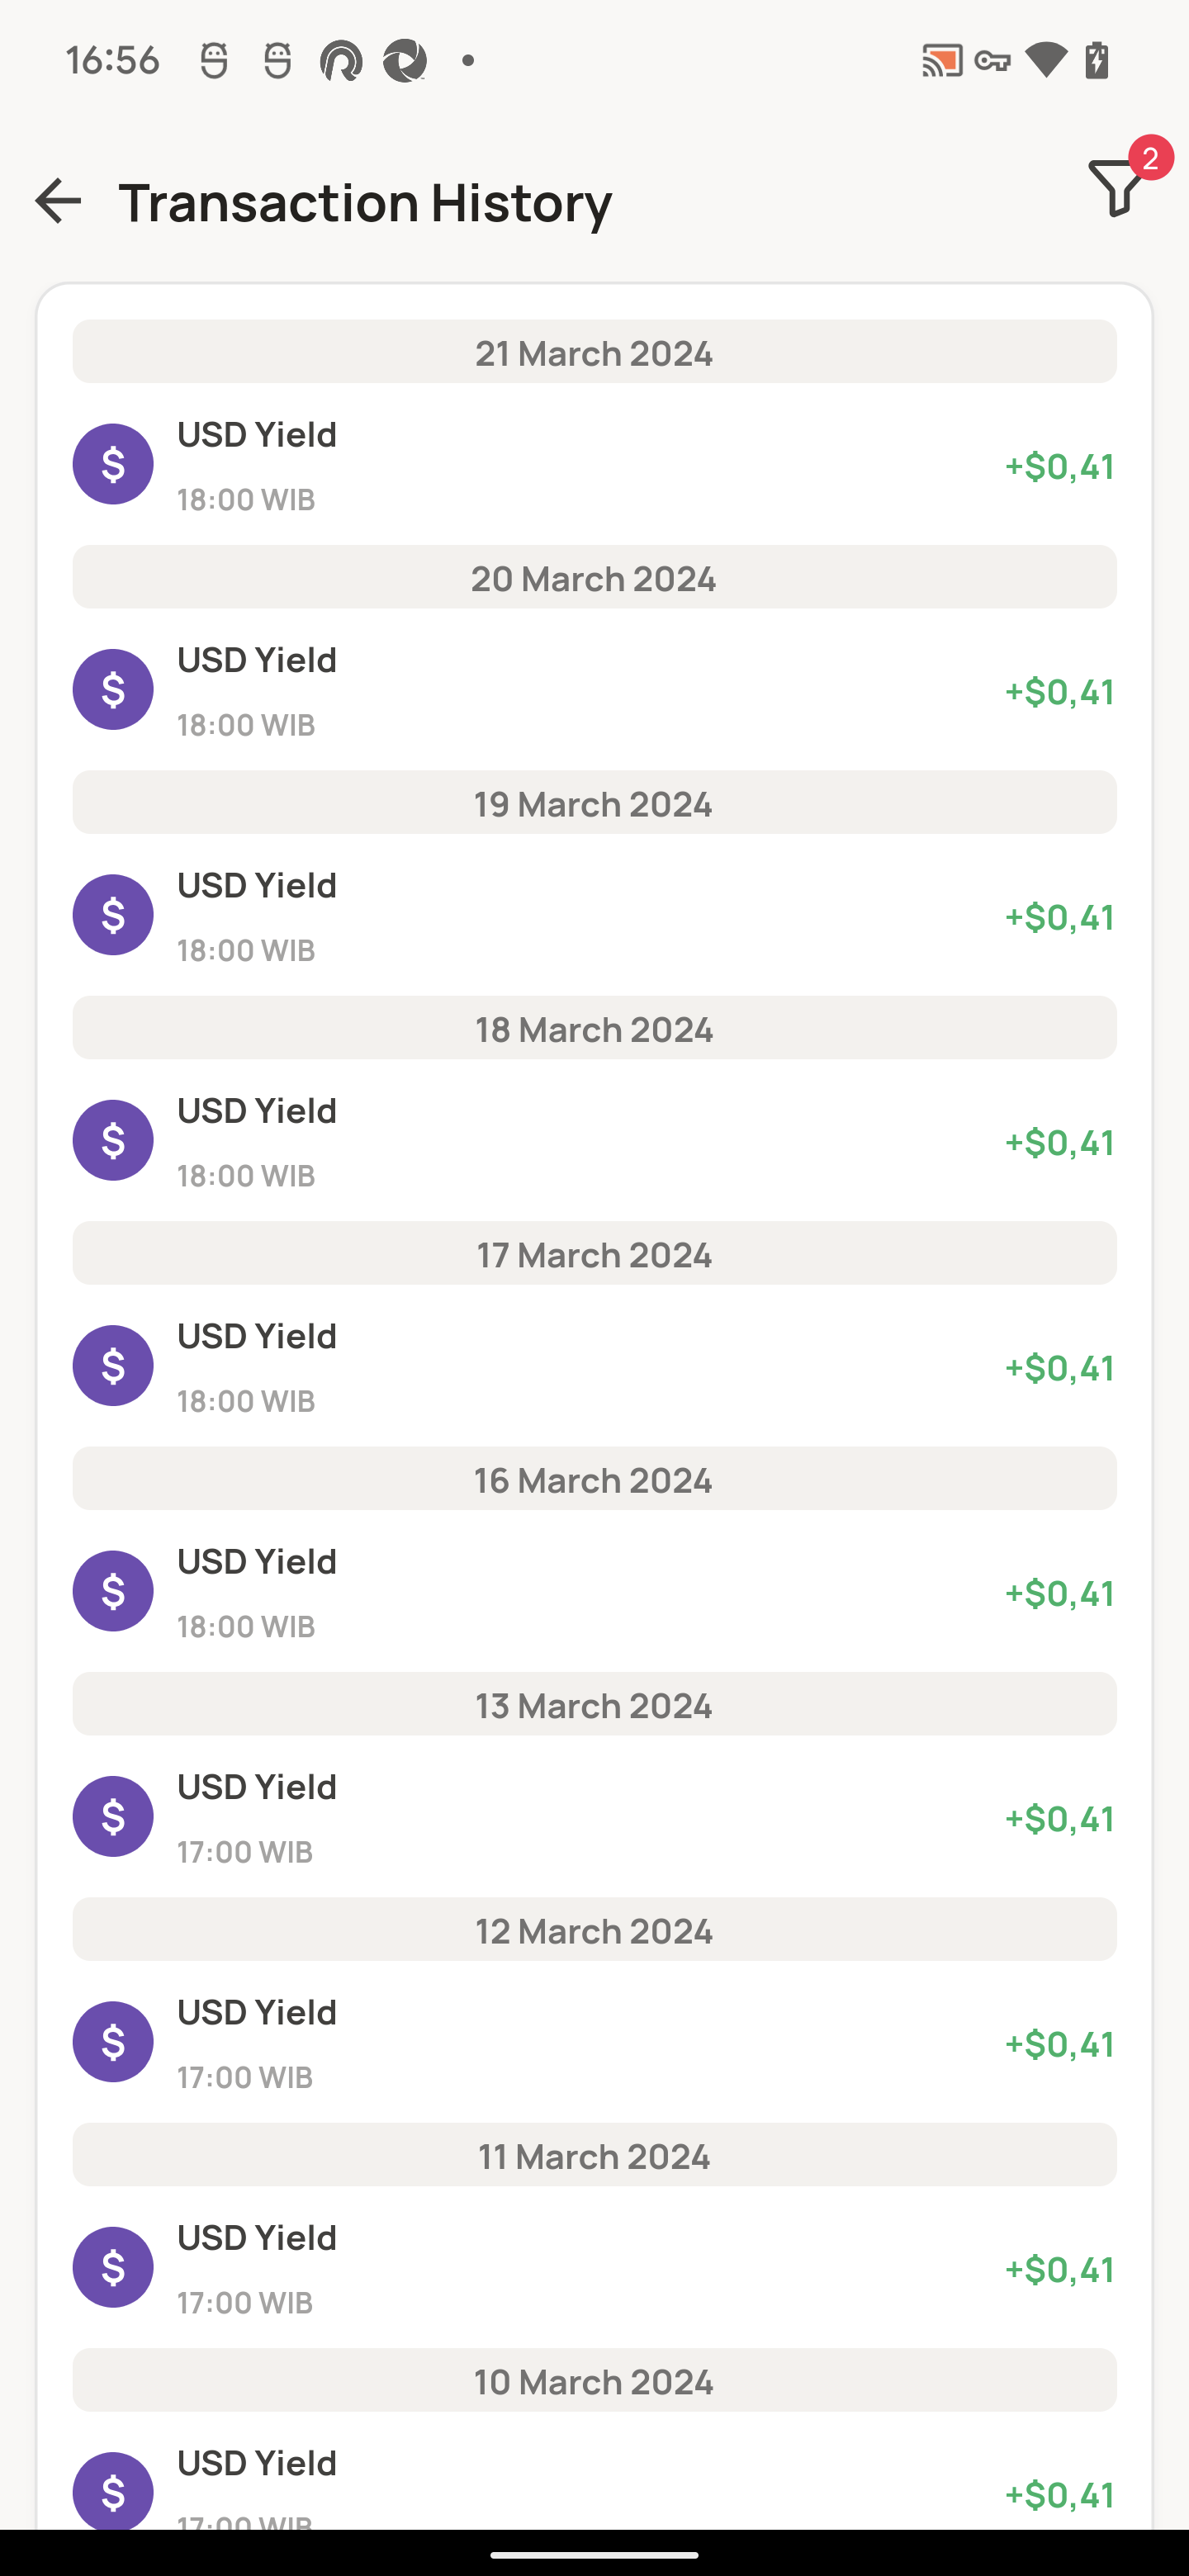 16:56
2
Transaction History
21 March 2024
USD Yield
+$0,41
18:00 WIB
20 March 2024
USD Yield
+$0,41
18:00 WIB
19 March 2024
USD Yield
+$0,41
18:00 WIB
18 March 2024
USD Yield
+$0,41
18:00 WIB
17 March 2024
USD Yield
+$0,41
18:00 WIB
16 March 2024
USD Yield
+$0,41
18:00 WIB
13 March 2024
USD Yield
+$0,41
17:00 WIB
12 March 2024
USD Yield
+$0,41
17:00 WIB
11 March 2024
USD Yield
+$0,41
17:00 WIB
10 March 2024
USD Yield
+$0,41
17:00 WIB